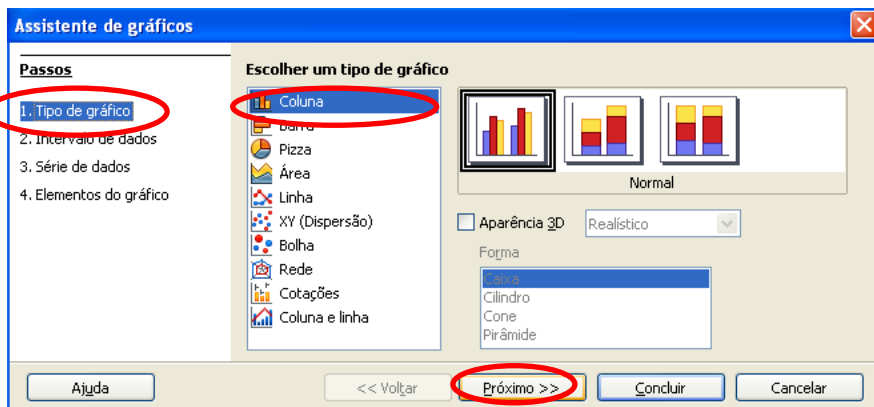 Assistente de gráficos
Passos
1. Tipo de gráfico
2. Intervalo de dados
3. Série de dados
4. Elementos do gráfico
Escolher um tipo de gráfico
Coluna
Barra
Pizza
Área
Linha
XY (Dispersão)
Bolha
Rede
Cotações
Coluna e linha
Normal
Aparência 3D
Realístico
Forma
Caixa
Cilindro
Cone
Pirâmide
Ajuda
<< Voltar
Próximo >>
Concluir
Cancelar